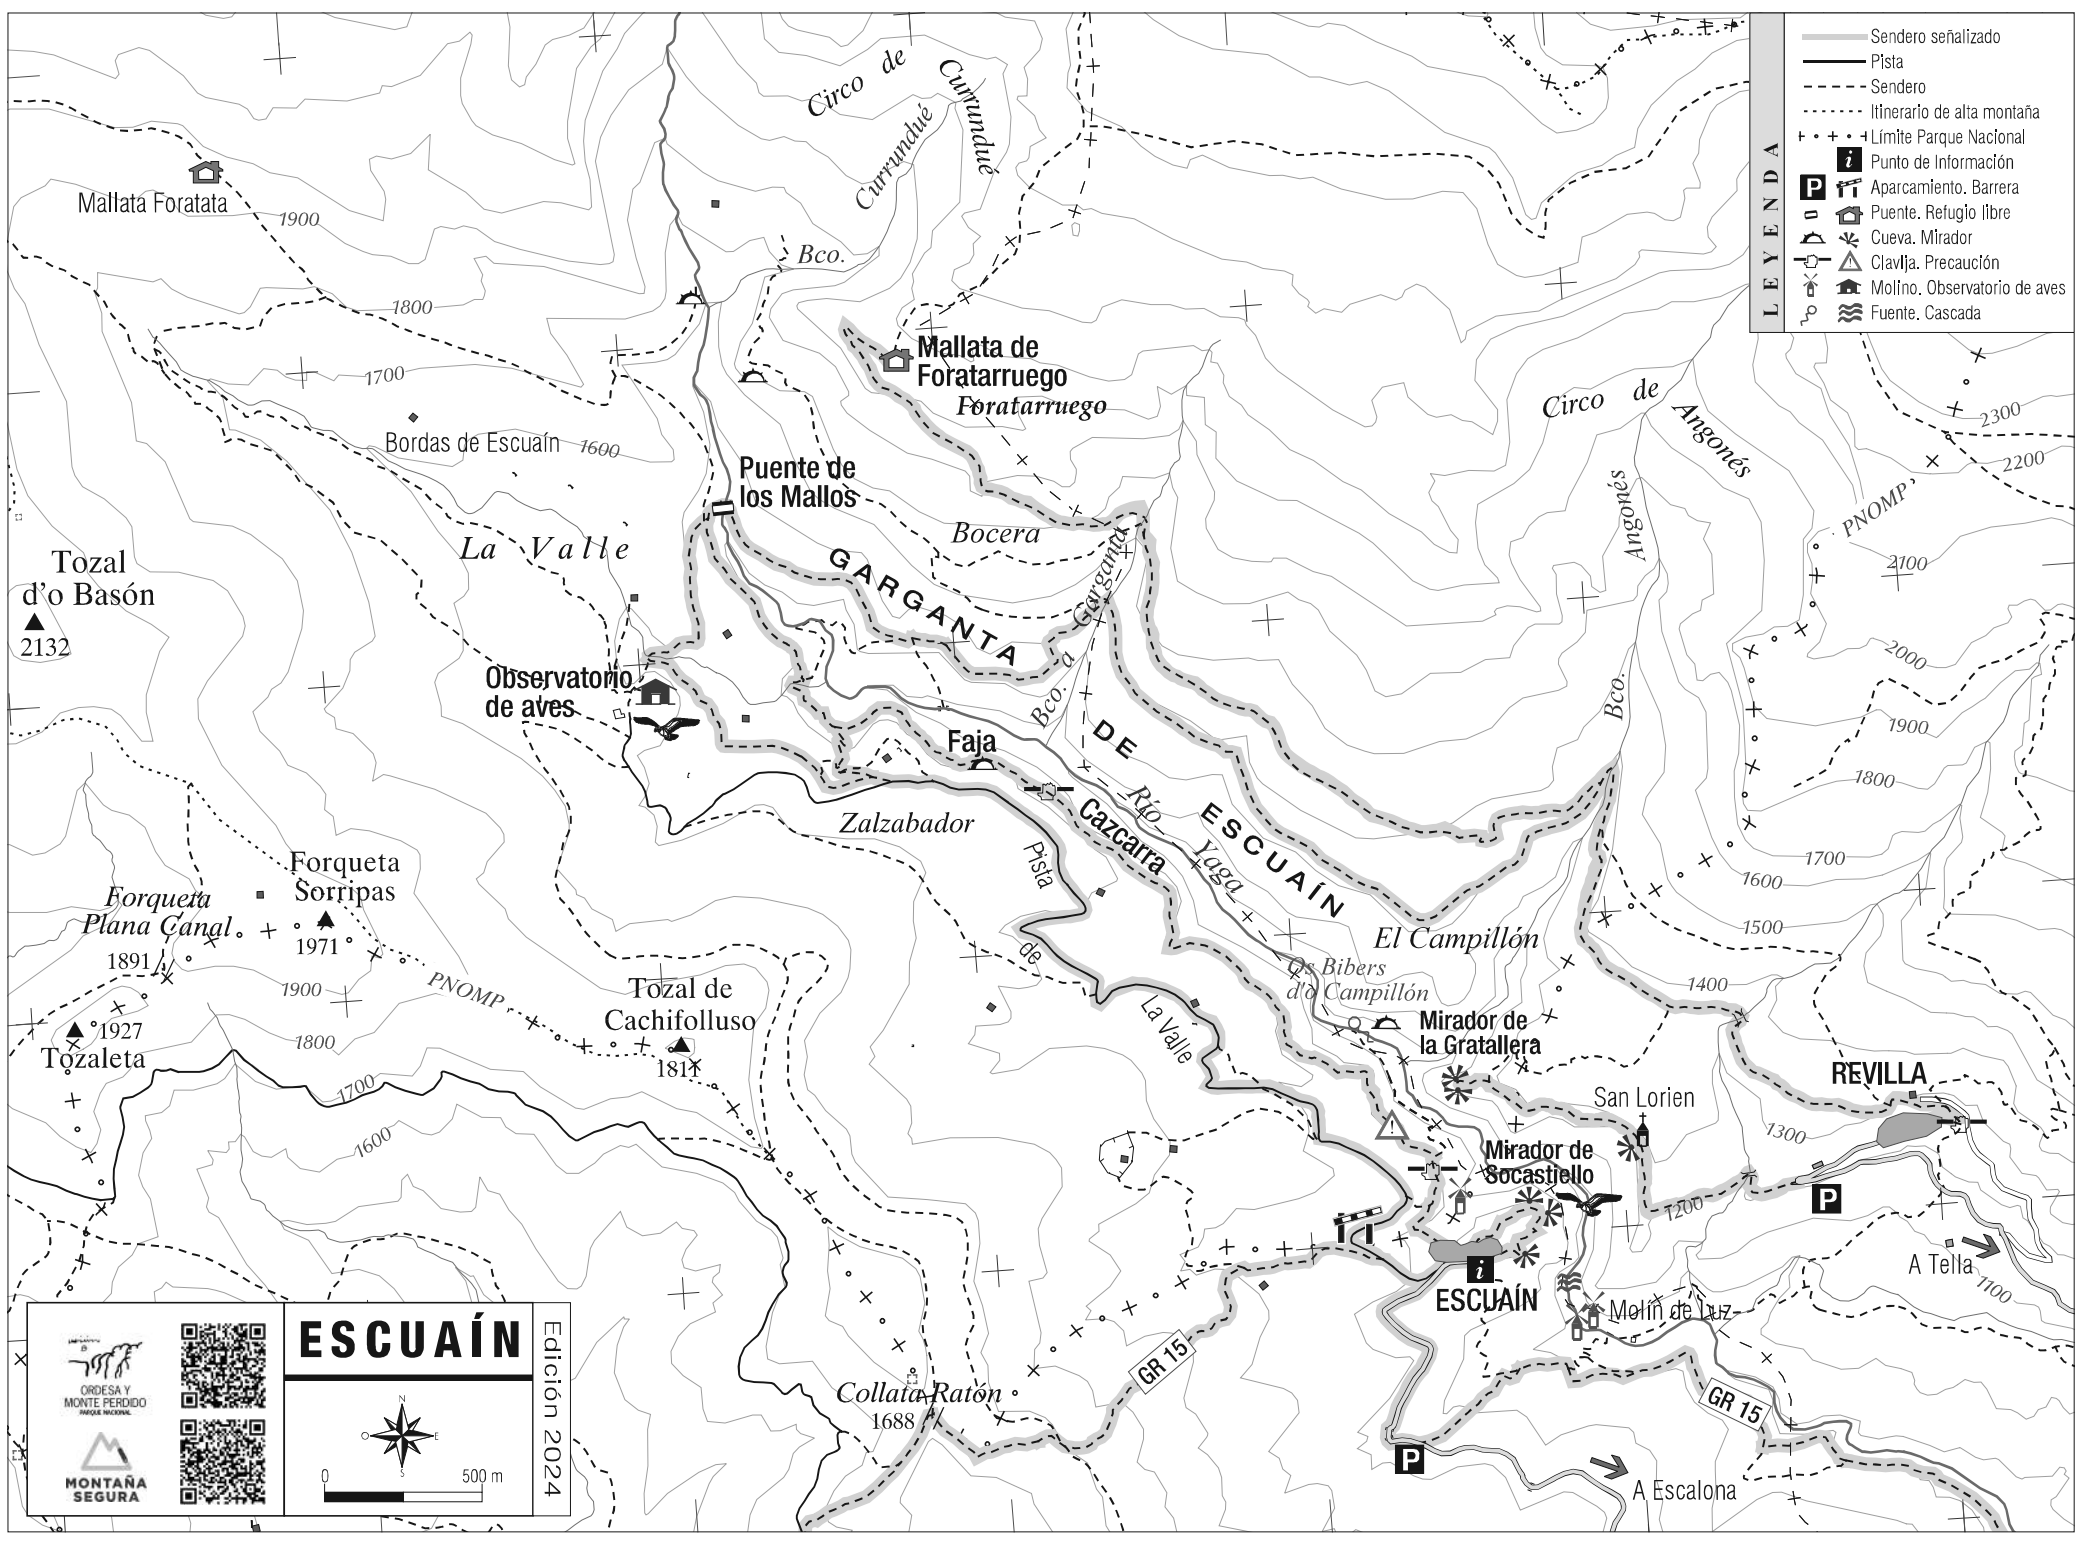 LEYENDA
Sendero señalizado
Pista
Sendero
Itinerario de alta montaña
Límite Parque Nacional
i Punto de Información
P Aparcamiento. Barrera
Puente. Refugio libre
Cueva. Mirador
Clavija. Precaución
Molino. Observatorio de aves
Fuente. Cascada
Circo de
Currundué
Currundué
Bco.
Mallata Foratata
1900
1800
1700
Mallata de
Foratarruego
Foratarruego
Circo de
Angonés
Angonés
Bco.
2300
2200
PNOMP
2100
2000
1900
1800
1700
1600
1500
1400
1300
1200
1100
Bordas de Escuaín
1600
Puente de
los Mallos
La Valle
Bocera
Garganta
Bco. a
GARGANTA
DE
ESCUAÍN
Tozal
d'o Basón
2132
Observatorio
de aves
Faja
Cazcarra
Río
Yaga
Zalzabador
Pista
de
La Valle
Forqueta
Sorripas
1971
Forqueta
Plana Canal
1891
1927
Tozaleta
1900
1800
1700
1600
PNOMP
Tozal de
Cachifolluso
1811
El Campillón
Os Bibers
d'o Campillón
Mirador de
la Gratallera
San Lorien
REVILLA
Mirador de
Socastiello
P
A Tella
i
ESCUAÍN
Molín de Luz
GR 15
GR 15
Collata Ratón
1688
P
A Escalona
ORDESA Y
MONTE PERDIDO
PARQUE NACIONAL
MONTAÑA
SEGURA
ESCUAÍN
N
O
E
S
0
500 m
Edición 2024